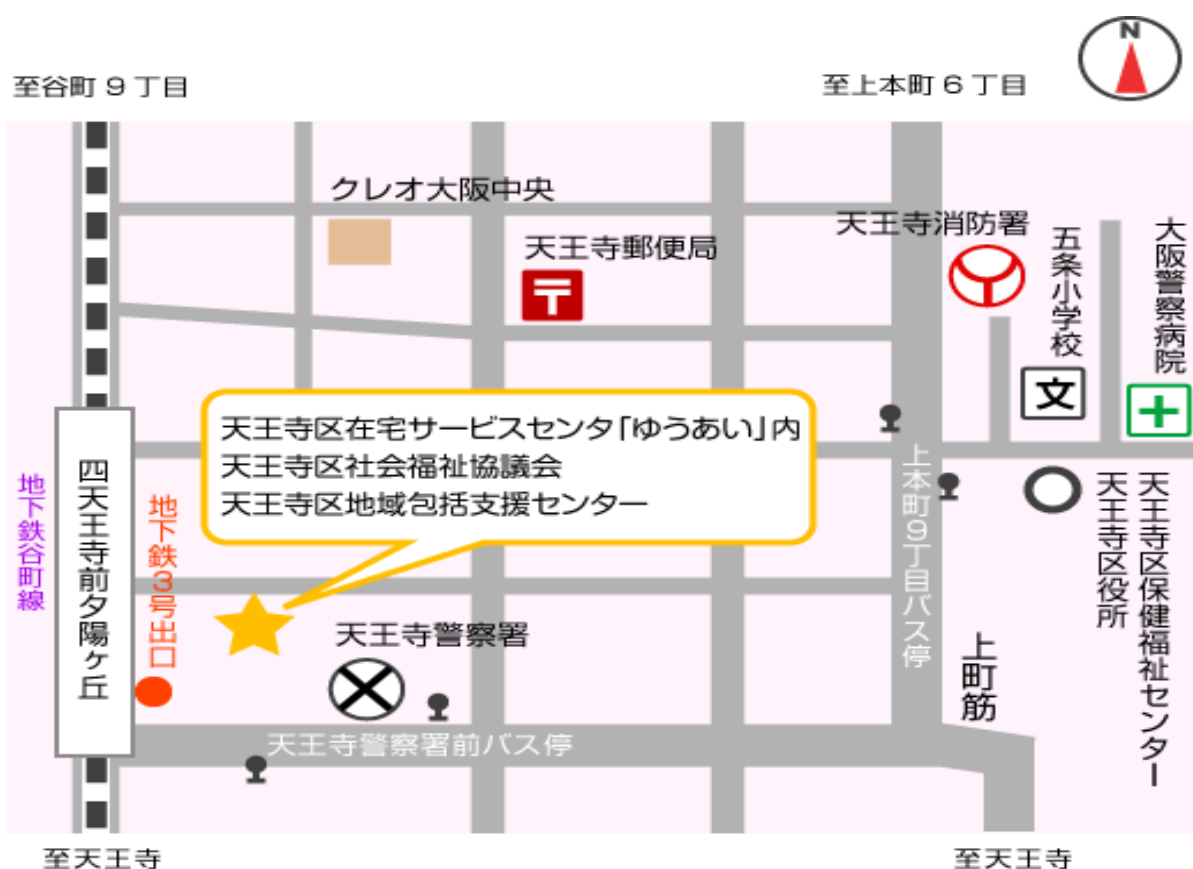 N
至谷町9丁目
至上本町6丁目
クレオ大阪中央
天王寺郵便局
天王寺消防署
五条小学校
大阪警察病院
文
天王寺区在宅サービスセンタ「ゆうあい」内
天王寺区社会福祉協議会
天王寺区地域包括支援センター
地下鉄谷町線
四天王寺前夕陽ヶ丘
地下鉄3号出口
上本町9丁目バス停
天王寺区役所
天王寺区保健福祉センター
天王寺警察署
上町筋
天王寺警察署前バス停
至天王寺
至天王寺